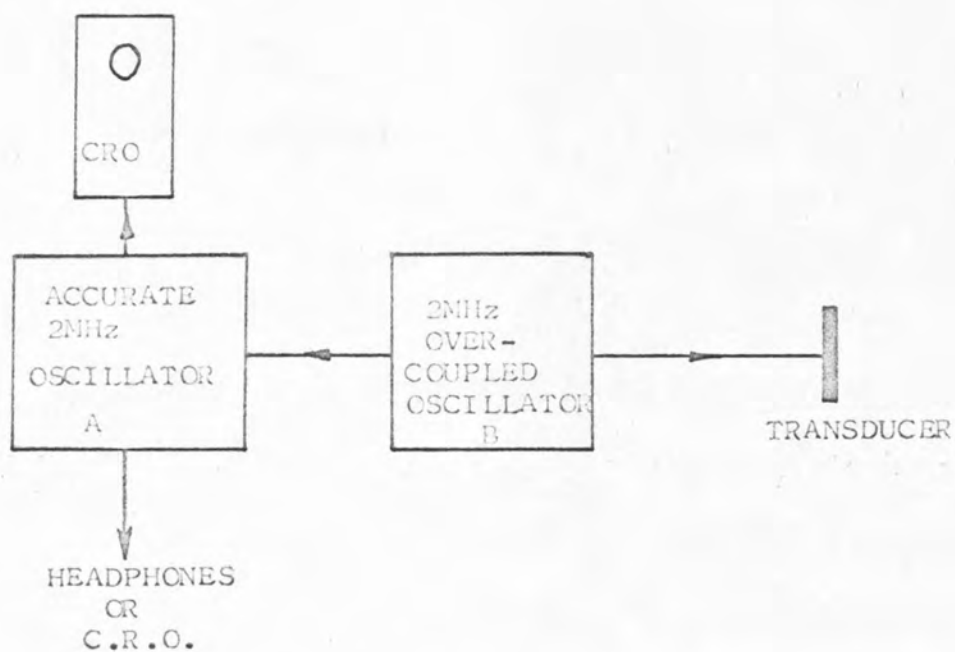 CRO
ACCURATE
2MHz
OSCILLATOR
A
2MHz
OVER-
COUPLED
OSCILLATOR
B
TRANSDUCER
HEADPHONES
OR
C.R.O.